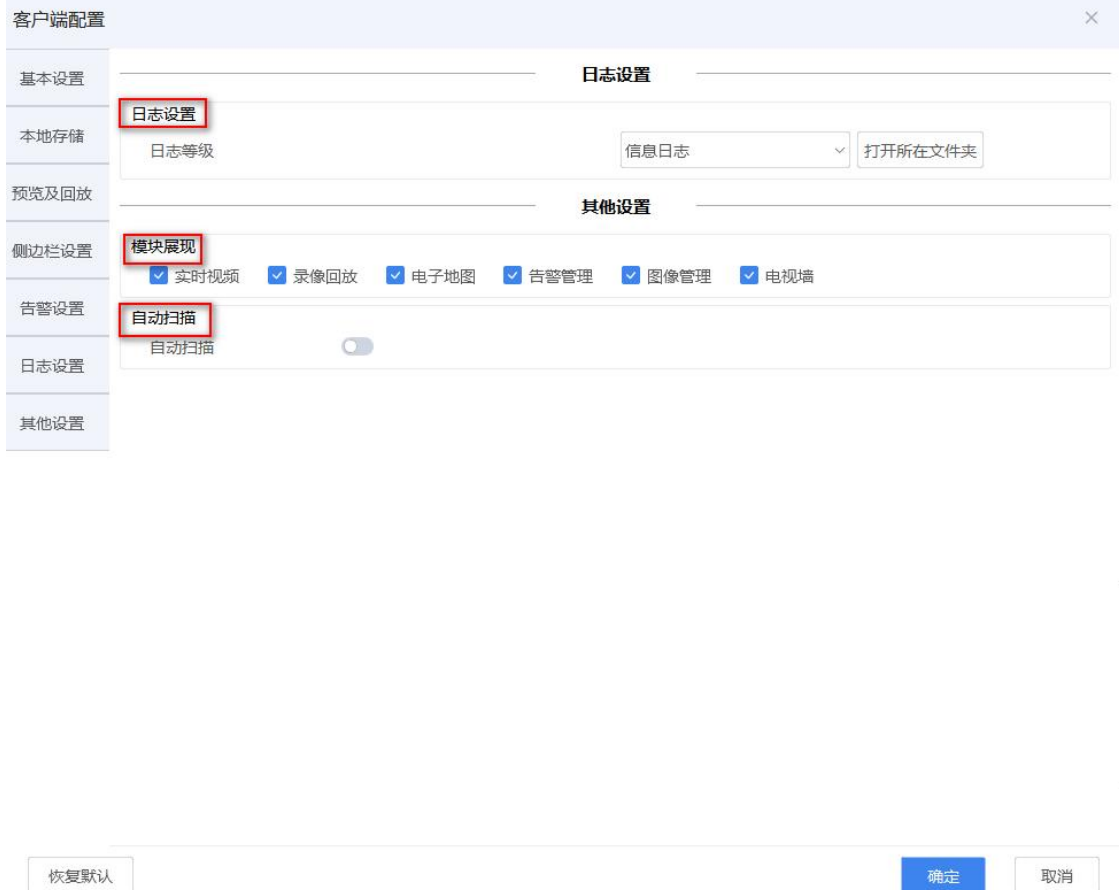 客户端配置
基本设置
本地存储
预览及回放
侧边栏设置
告警设置
日志设置
其他设置
日志设置
日志设置
日志等级 信息日志 打开所在文件夹
其他设置
模块展现
实时视频 录像回放 电子地图 告警管理 图像管理 电视墙
自动扫描
自动扫描
恢复默认 确定 取消